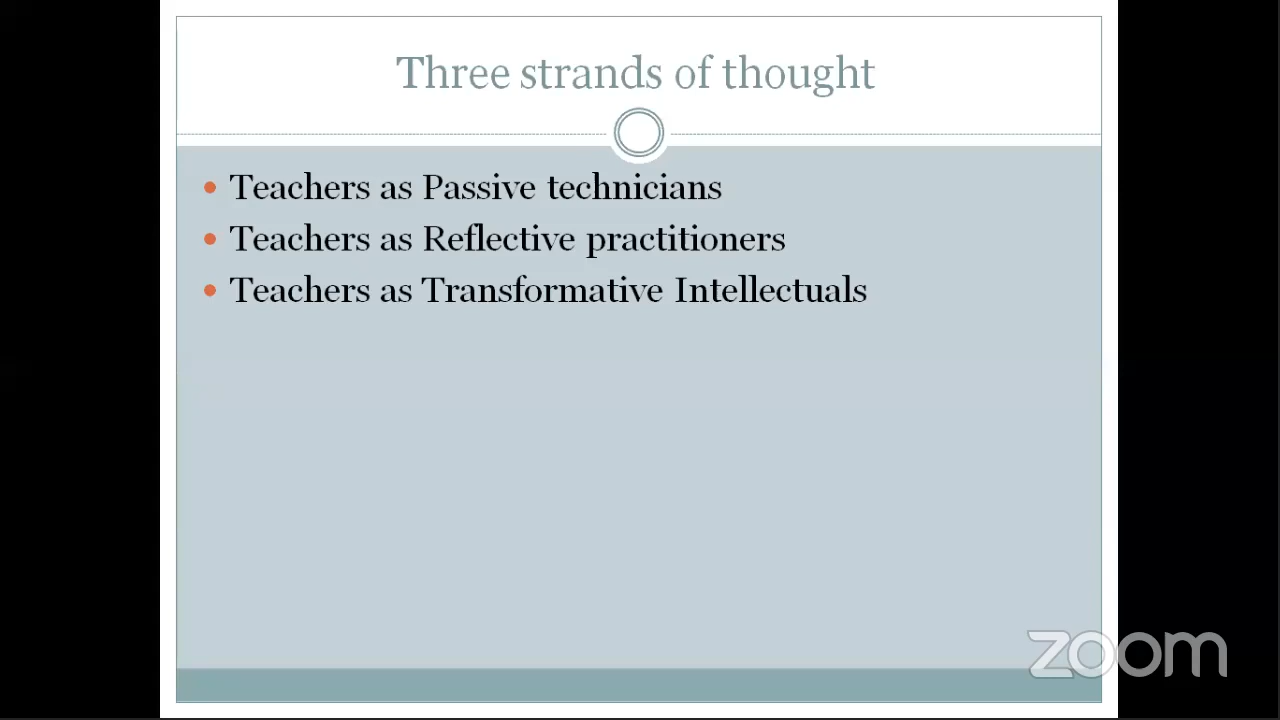 Three strands of thought
Teachers as Passive technicians
Teachers as Reflective practitioners
Teachers as Transformative Intellectuals
zoom